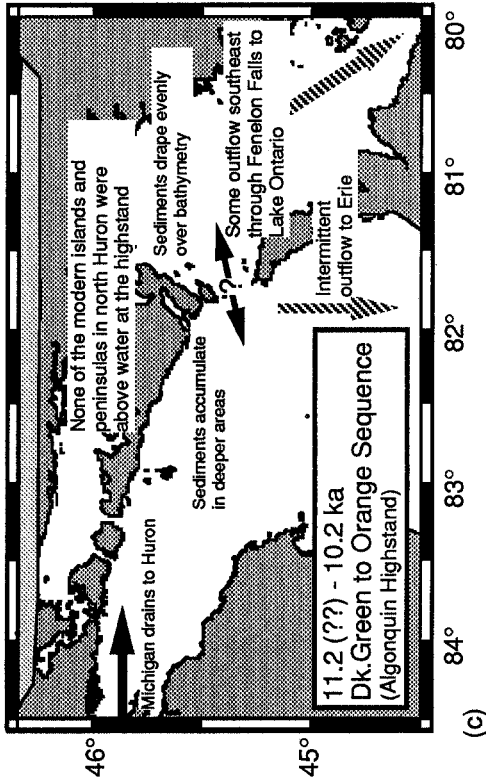 None of the modern islands and
peninsulas in north Huron were
above water at the highstand
Sediments drape evenly
over bathymetry
Some outflow southeast
through Fenelon Falls to
Lake Ontario
?
Sediments accumulate
in deeper areas
Michigan drains to Huron
Intermittent
outflow to Erie
11.2 (??) - 10.2 ka
Dk.Green to Orange Sequence
(Algonquin Highstand)
46°
45°
84°
83°
82°
81°
80°
(c)